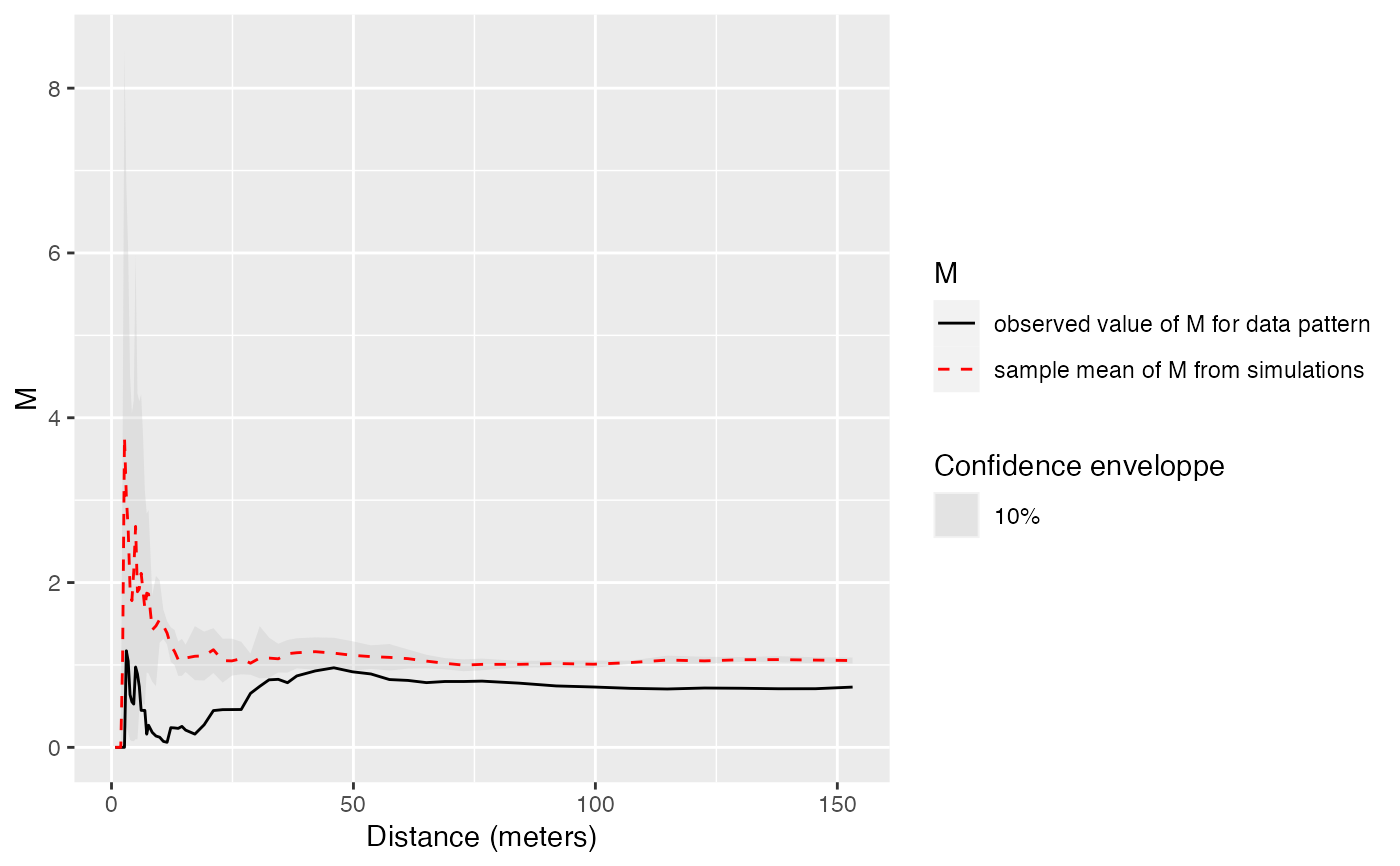 8
6
4
2
0
M
0
50
100
150
Distance (meters)
M
observed value of M for data pattern
sample mean of M from simulations
Confidence enveloppe
10%